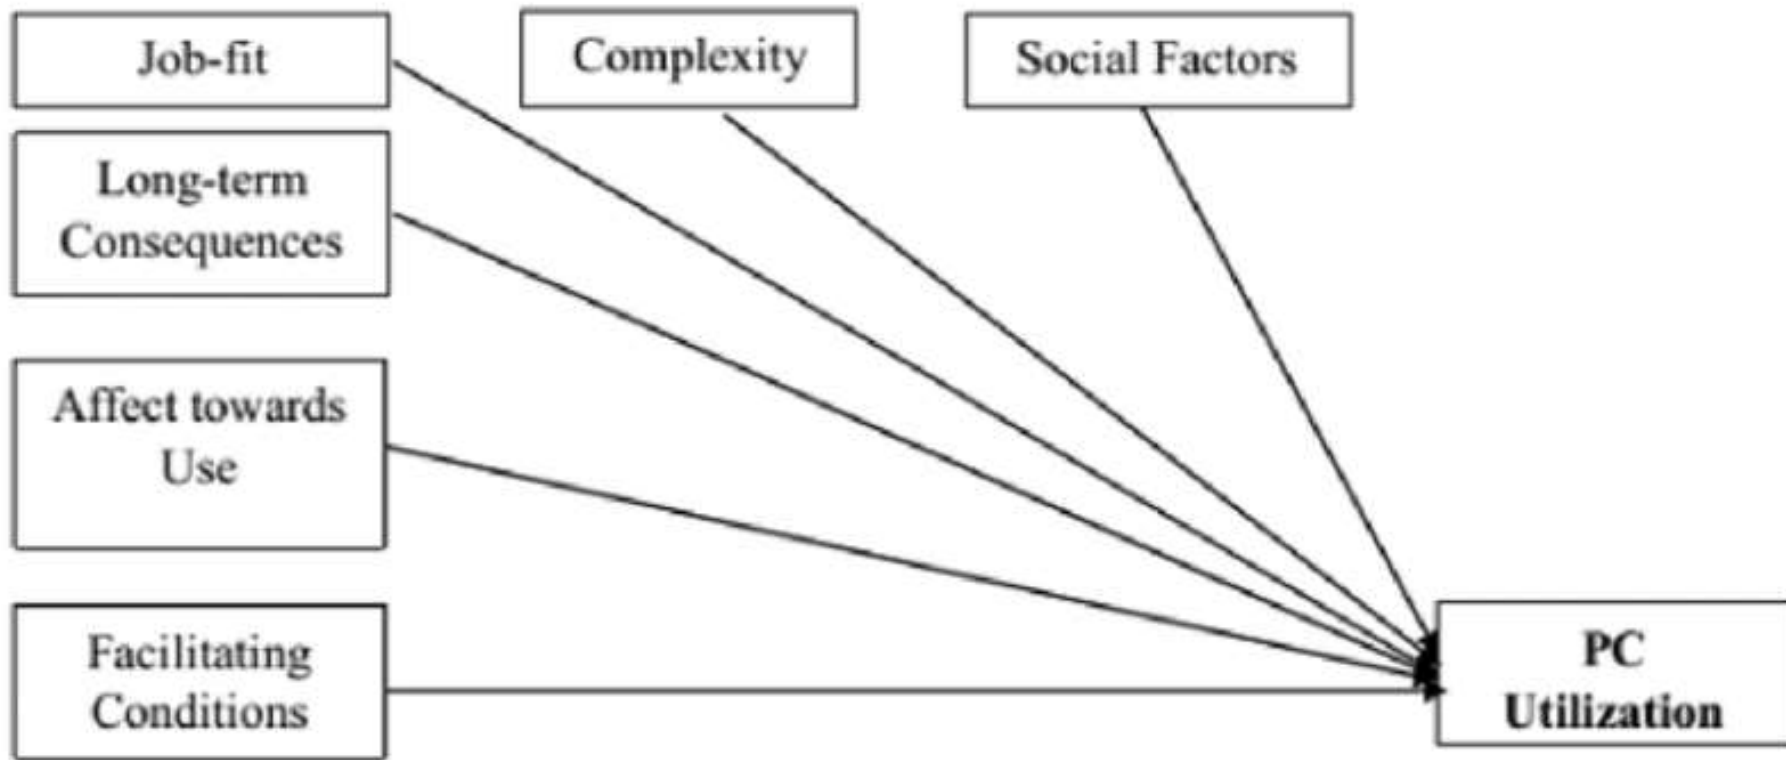 Job-fit
Complexity
Social Factors
Long-term
Consequences
Affect towards
Use
Facilitating
Conditions
PC
Utilization